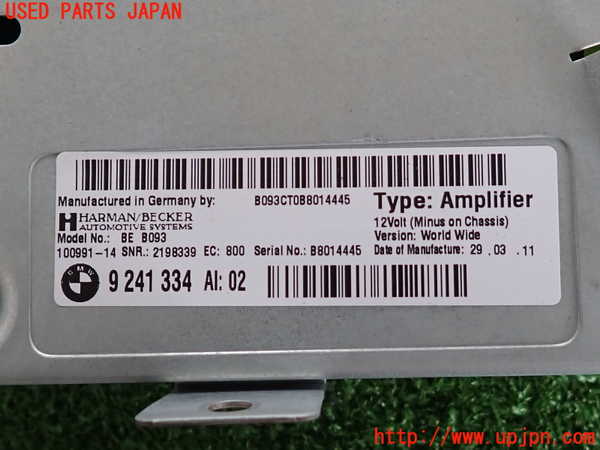 USED PARTS JAPAN
Manufactured in Germany by:
B093CT0B8014445
Type: Amplifier
HARMAN/BECKER
AUTOMOTIVE SYSTEMS
12Volt (Minus on Chassis)
Model No.: BE B093
Version: World Wide
100991-14 SNR.: 2198339 EC: 800 Serial No.: B8014445
Date of Manufacture: 29 .03 .11
BMW
9 241 334 AI: 02
http://www.upjpn.com/